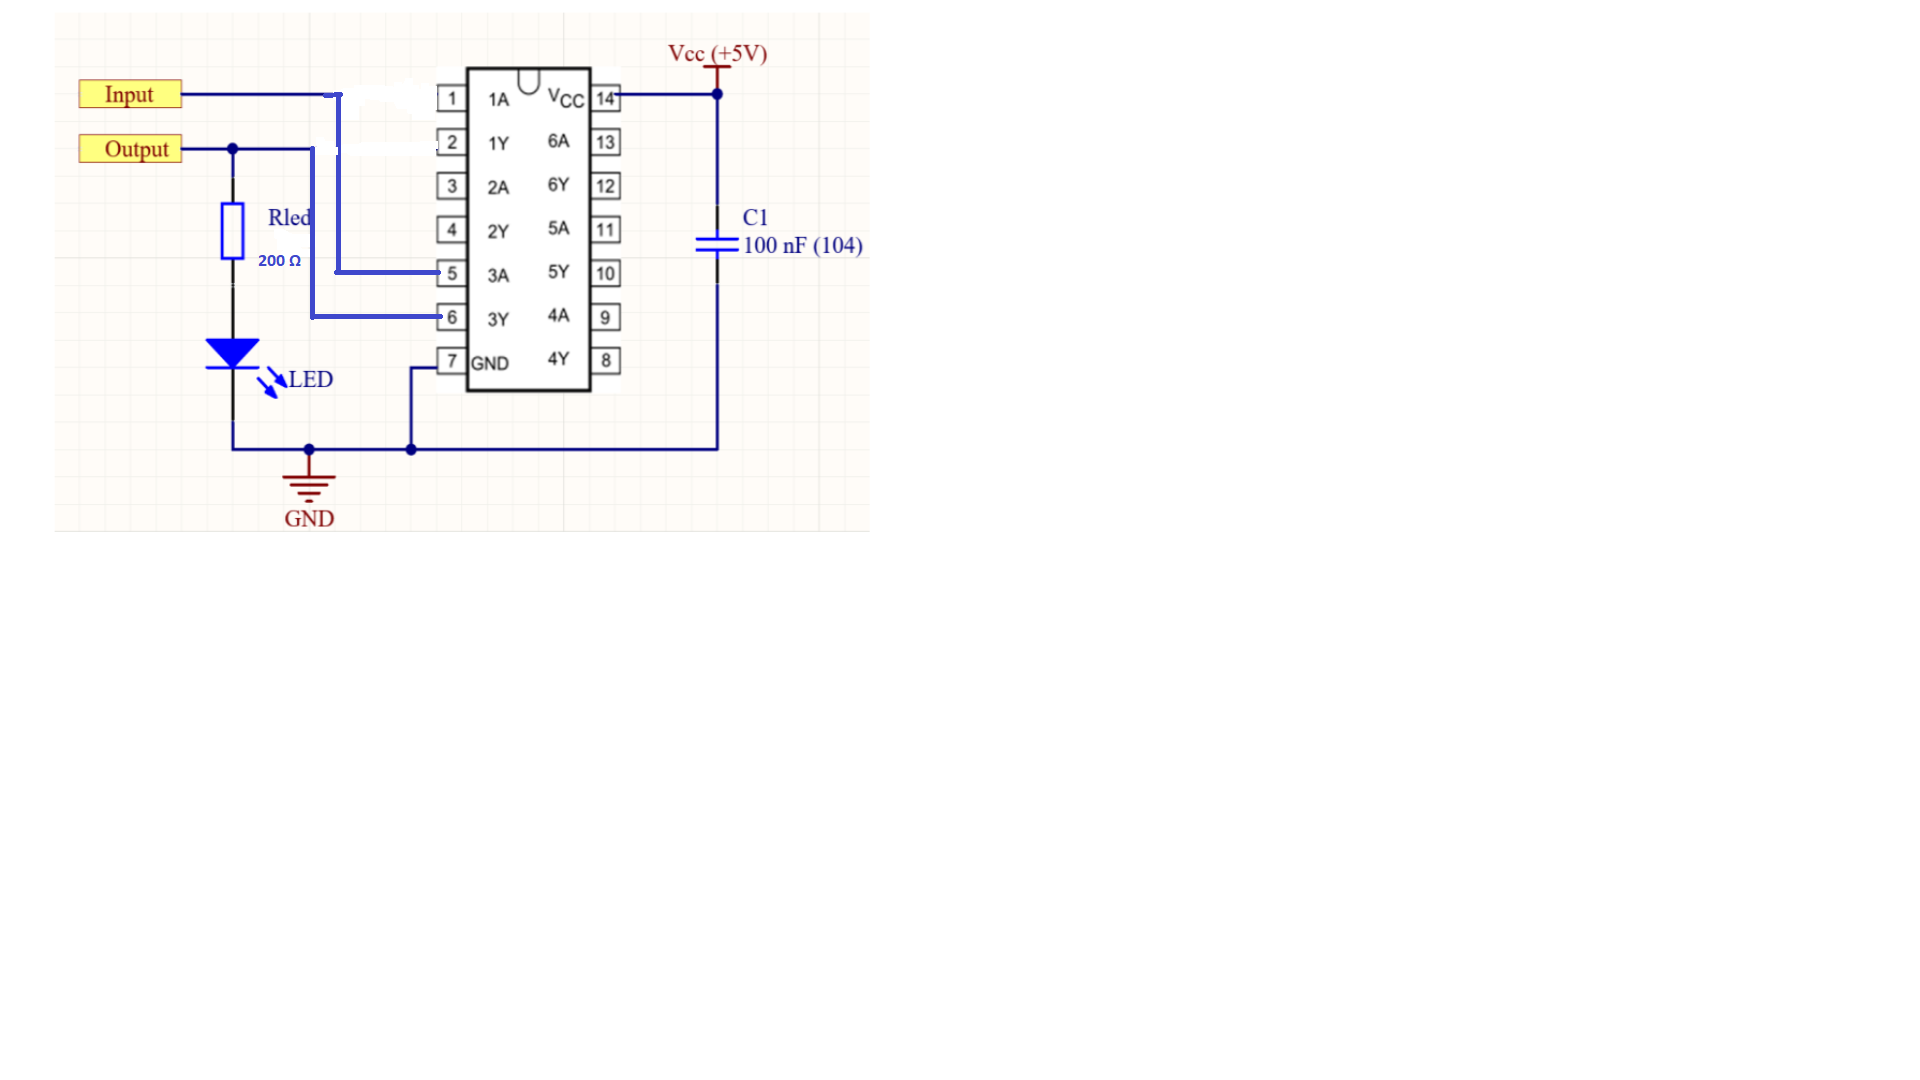 Vcc (+5V)
Input
Output
1 1A VCC 14
2 1Y 6A 13
3 2A 6Y 12
4 2Y 5A 11
5 3A 5Y 10
6 3Y 4A 9
7 GND 4Y 8
Rled
200 Ω
C1
100 nF (104)
LED
GND